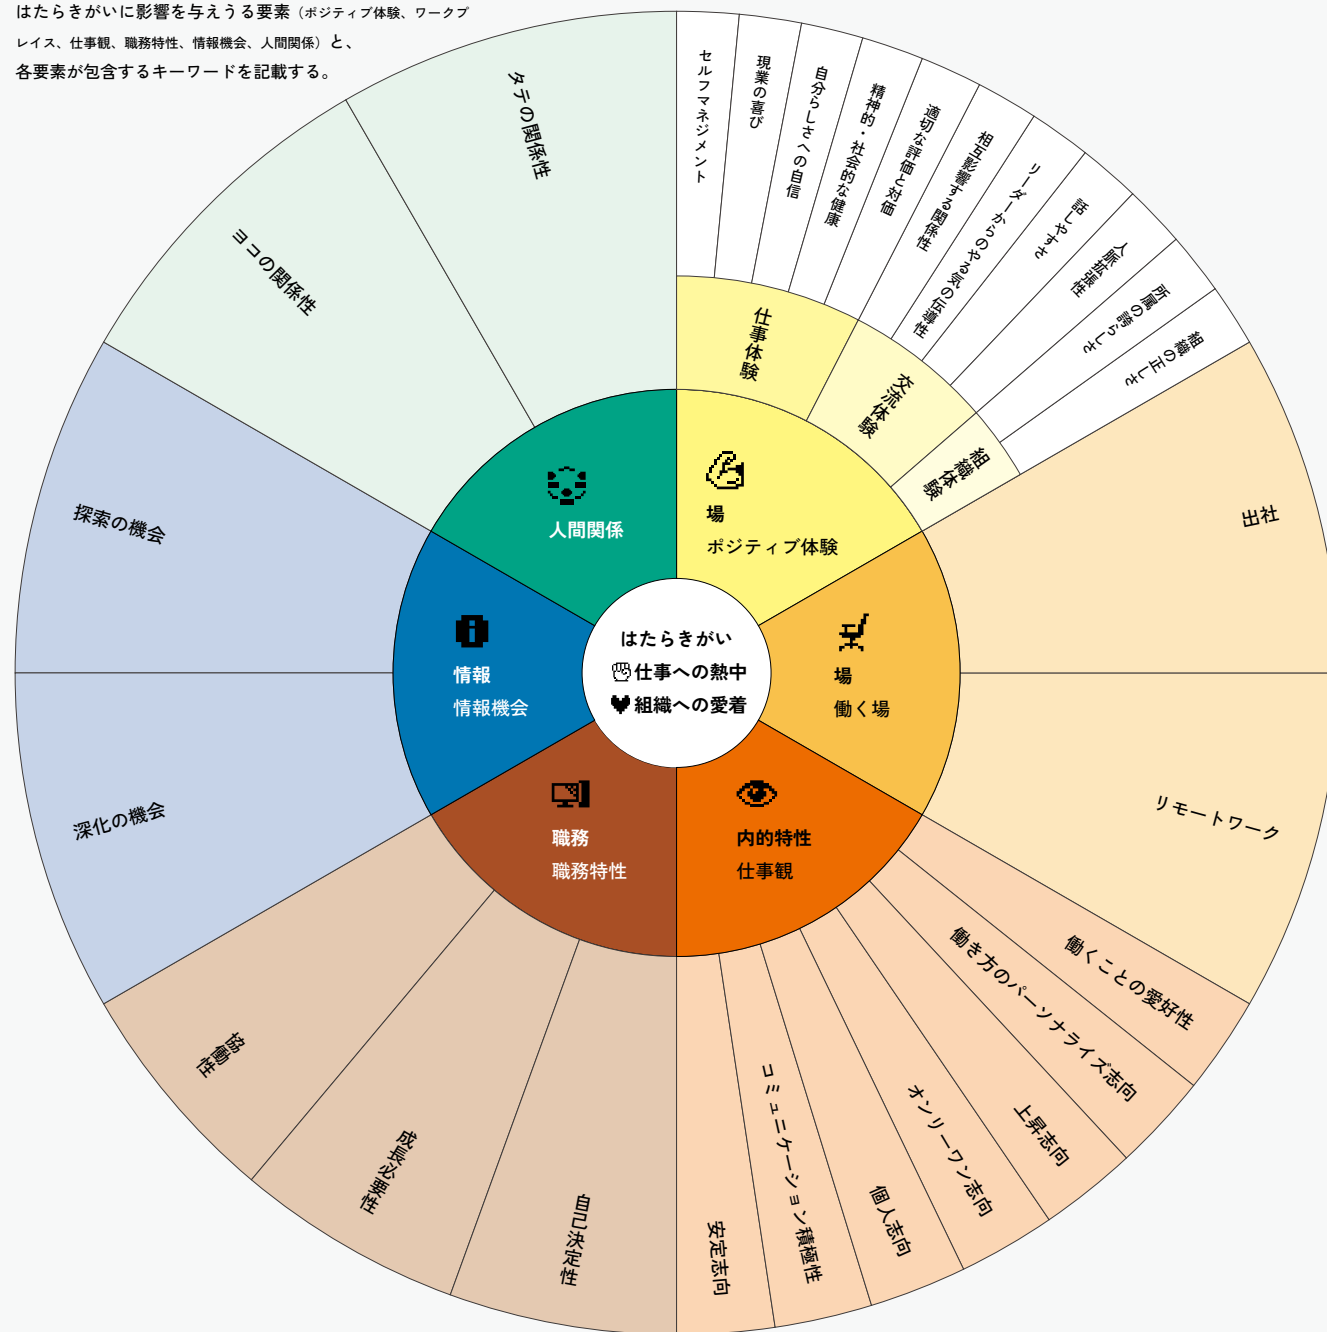 はたらきがいに影響を与えうる要素（ポジティブ体験、ワークプ
レイス、仕事観、職務特性、情報機会、人間関係）と、
各要素が包含するキーワードを記載する。
タテの関係性
ヨコの関係性
セルフマネジメント
現業の喜び
自分らしさへの自信
精神的・社会的な健康
適切な評価と対価
相互影響する関係性
リーダーからのやる気の伝導性
話しやすさ
人脈拡張性
所属の誇らしさ
組織の正しさ
仕事体験
交流体験
組織体験
人間関係
場
ポジティブ体験
探索の機会
出社
情報
情報機会
はたらきがい
仕事への熱中
組織への愛着
場
働く場
深化の機会
リモートワーク
職務
職務特性
内的特性
仕事観
働くことの愛好性
働き方のパーソナライズ志向
上昇志向
オンリーワン志向
個人志向
コミュニケーション積極性
安定志向
自己決定性
成長必要性
協働性